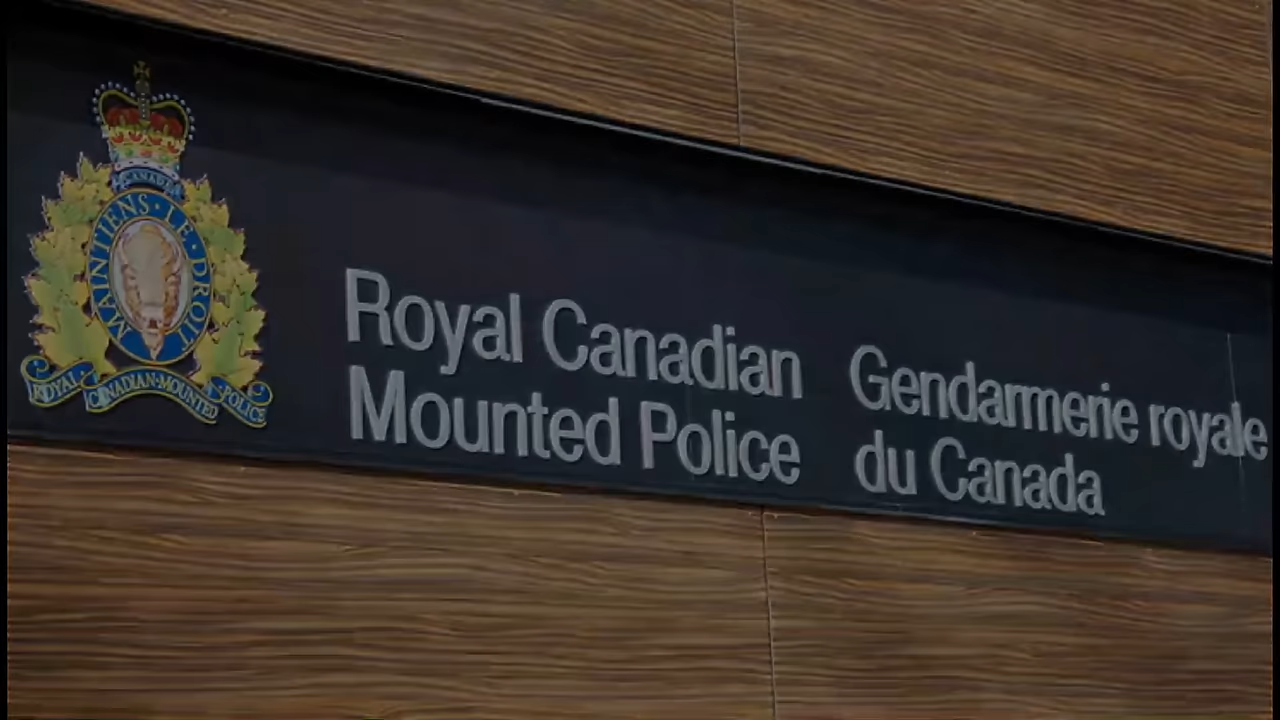 CANADA
MAINTIENS·LE·DROIT
ROYAL·CANADIAN·MOUNTED·POLICE
Royal Canadian
Mounted Police
Gendarmerie royale
du Canada